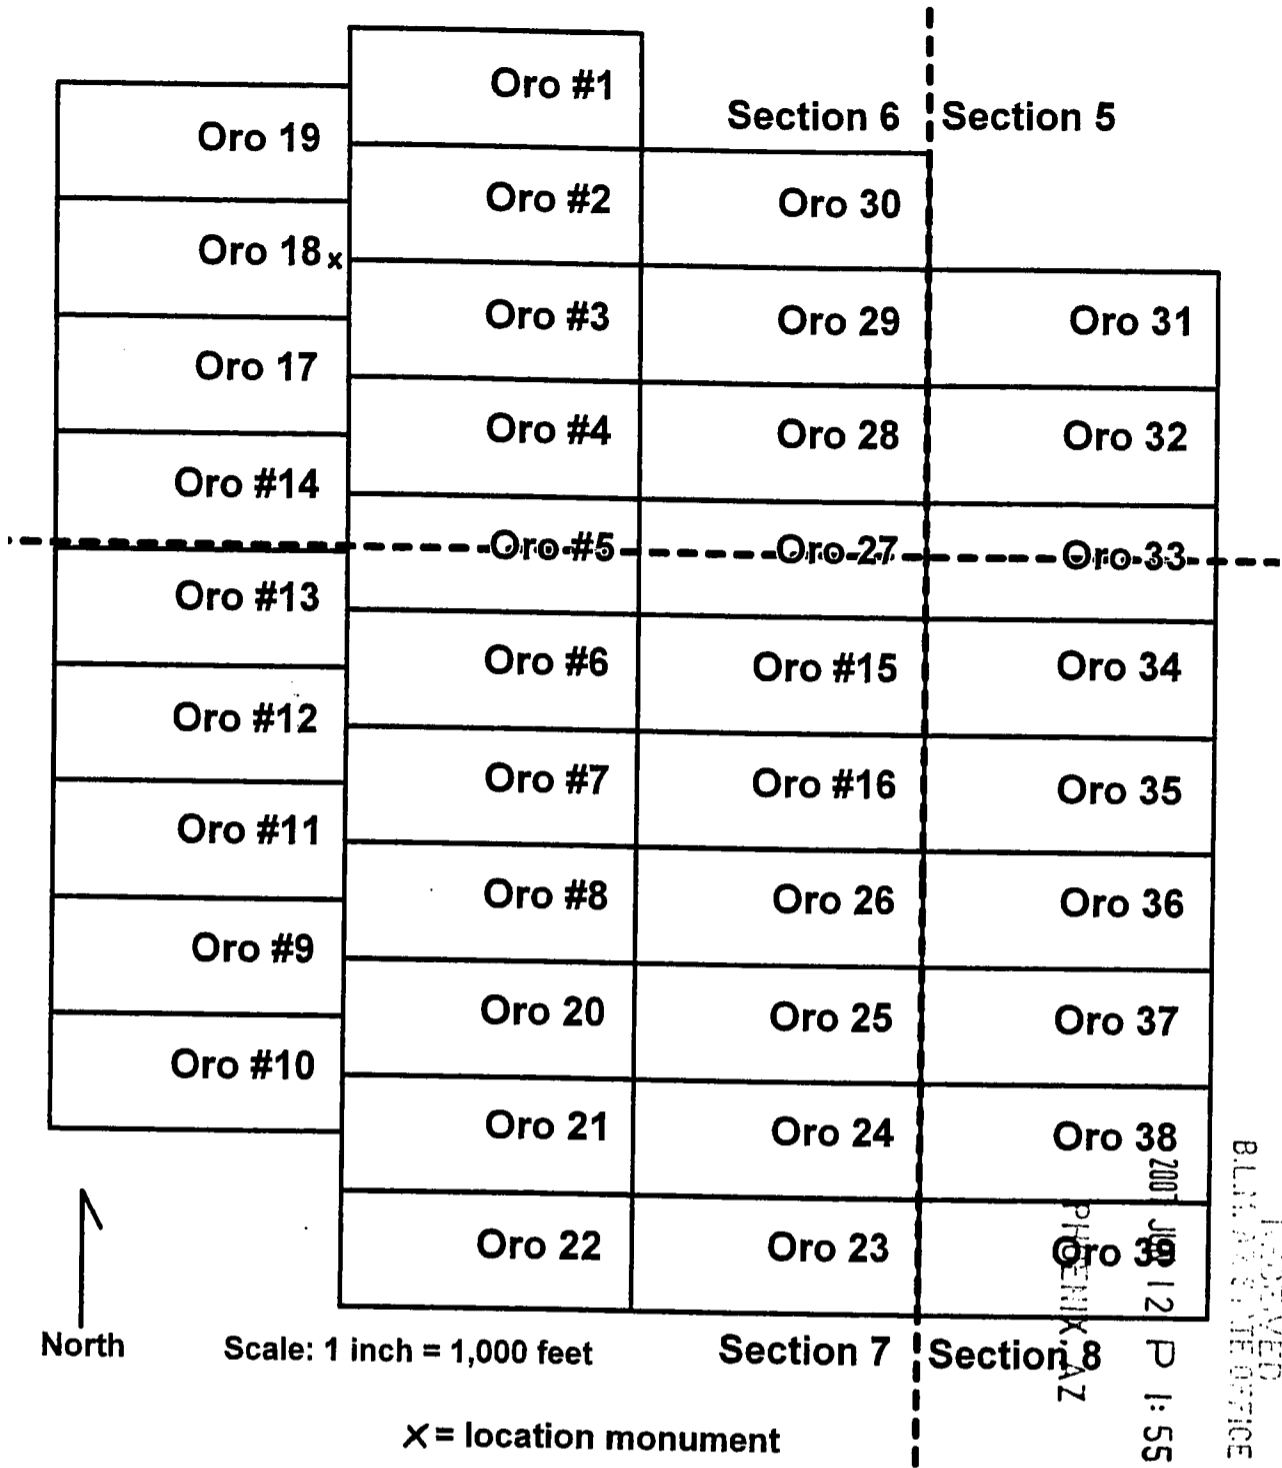 Oro #1
Section 6
Section 5
Oro 19
Oro #2
Oro 30
Oro 18 x
Oro #3
Oro 29
Oro 31
Oro 17
Oro #4
Oro 28
Oro 32
Oro #14
Oro #5
Oro 27
Oro 33
Oro #13
Oro #6
Oro #15
Oro 34
Oro #12
Oro #7
Oro #16
Oro 35
Oro #11
Oro #8
Oro 26
Oro 36
Oro #9
Oro 20
Oro 25
Oro 37
Oro #10
Oro 21
Oro 24
Oro 38
Oro 22
Oro 23
Oro 39
North
Scale: 1 inch = 1,000 feet
Section 7
Section 8
x = location monument
RECEIVED
B.L.M. AZ STATE OFFICE
12 P 1:55
PHOENIX, AZ